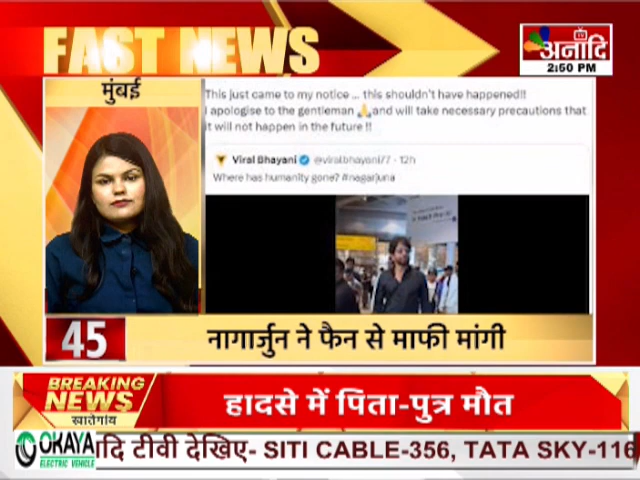 FAST NEWS
अनादि
TV
2:50 PM
मुंबई
This just came to my notice ... this shouldn't have happened!!
I apologise to the gentleman 🙏and will take necessary precautions that
it will not happen in the future !!
Viral Bhayani @viralbhayani77 · 12h
Where has humanity gone? #nagarjuna
45
नागार्जुन ने फैन से माफी मांगी
BREAKING
NEWS
खातेगांव
हादसे में पिता-पुत्र मौत
OKAYA
ELECTRIC VEHICLE
ादि टीवी देखिए- SITI CABLE-356, TATA SKY-116